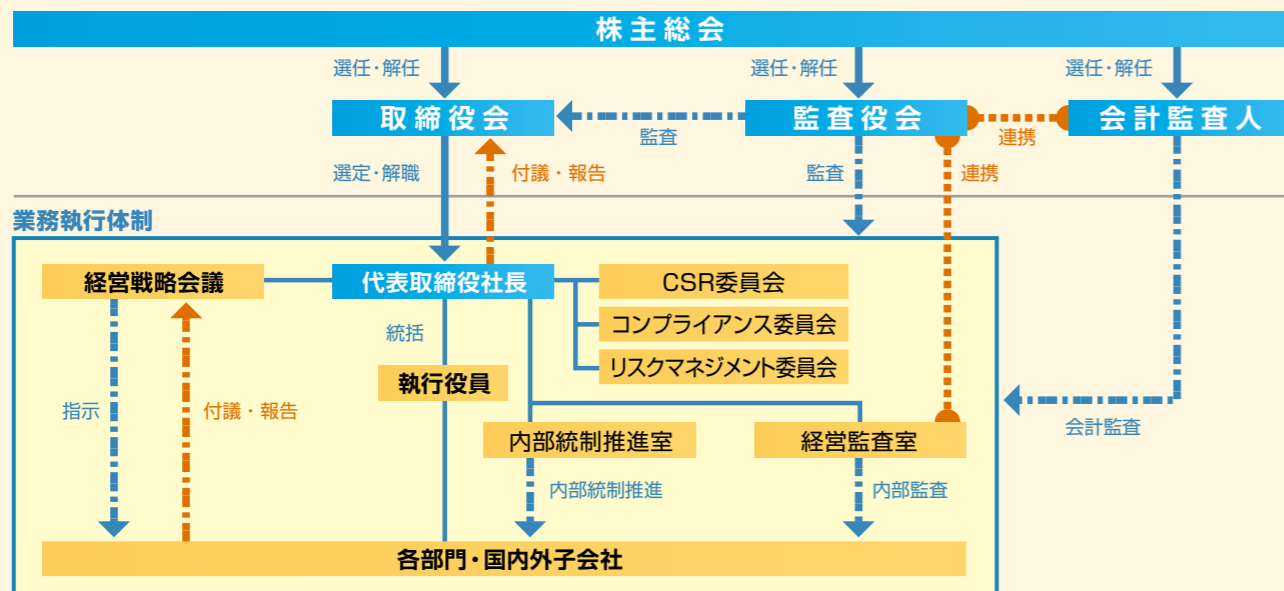 株主総会
選任・解任
選任・解任
選任・解任
取締役会
監査役会
会計監査人
監査
連携
選定・解職
付議・報告
監査
連携
業務執行体制
経営戦略会議
代表取締役社長
CSR委員会
コンプライアンス委員会
リスクマネジメント委員会
統括
執行役員
指示
付議・報告
会計監査
内部統制推進室
経営監査室
内部統制推進
内部監査
各部門・国内外子会社